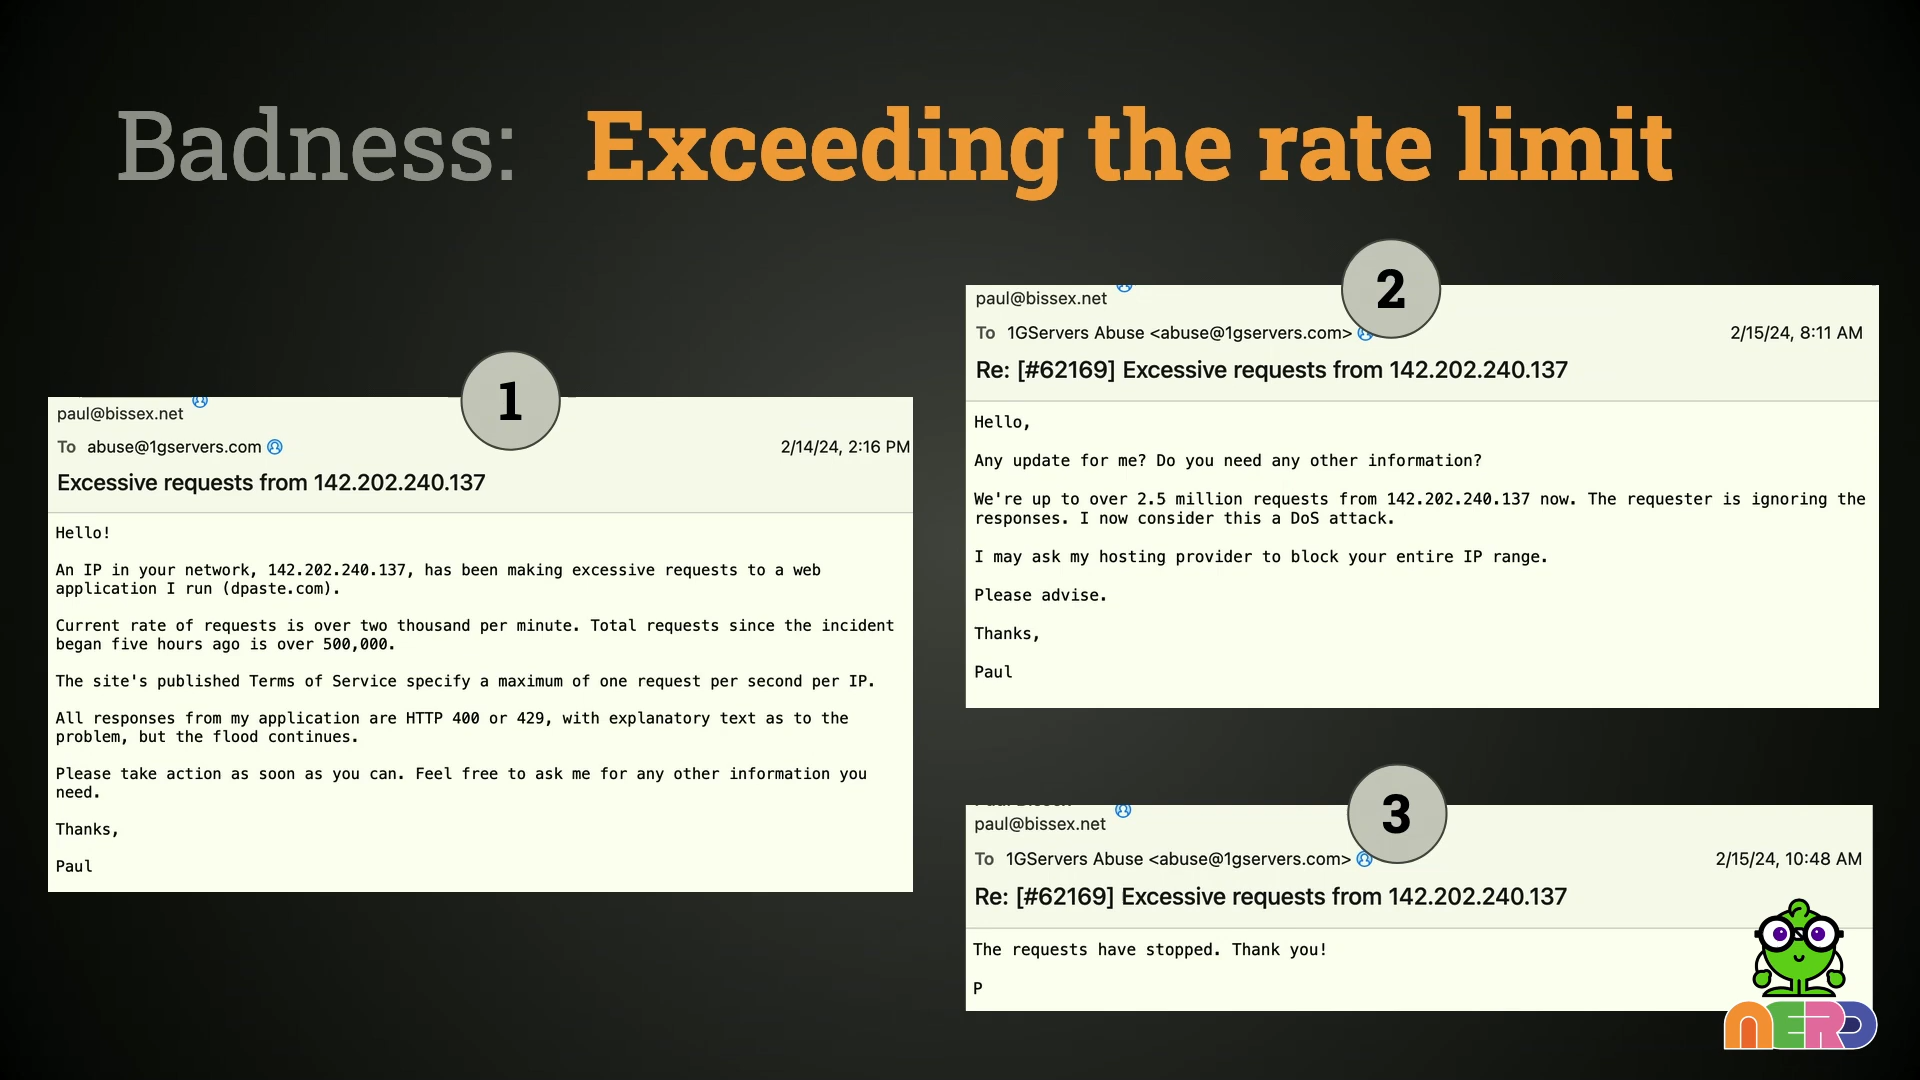 Badness: Exceeding the rate limit
1
paul@bissex.net
To abuse@1gservers.com 2/14/24, 2:16 PM
Excessive requests from 142.202.240.137
Hello!
An IP in your network, 142.202.240.137, has been making excessive requests to a web
application I run (dpaste.com).
Current rate of requests is over two thousand per minute. Total requests since the incident
began five hours ago is over 500,000.
The site's published Terms of Service specify a maximum of one request per second per IP.
All responses from my application are HTTP 400 or 429, with explanatory text as to the
problem, but the flood continues.
Please take action as soon as you can. Feel free to ask me for any other information you
need.
Thanks,
Paul
2
paul@bissex.net
To 1GServers Abuse <abuse@1gservers.com> 2/15/24, 8:11 AM
Re: [#62169] Excessive requests from 142.202.240.137
Hello,
Any update for me? Do you need any other information?
We're up to over 2.5 million requests from 142.202.240.137 now. The requester is ignoring the
responses. I now consider this a DoS attack.
I may ask my hosting provider to block your entire IP range.
Please advise.
Thanks,
Paul
3
paul@bissex.net
To 1GServers Abuse <abuse@1gservers.com> 2/15/24, 10:48 AM
Re: [#62169] Excessive requests from 142.202.240.137
The requests have stopped. Thank you!
P
NERD